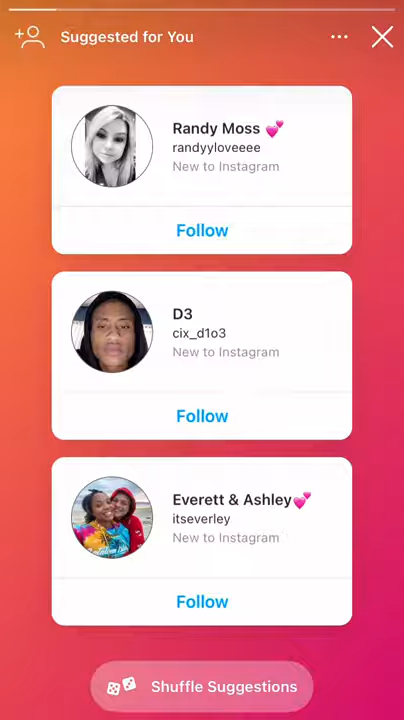 Suggested for You
Randy Moss 💕
randyyloveeee
New to Instagram
Follow
D3
cix_d1o3
New to Instagram
Follow
Everett & Ashley💕
itseverley
New to Instagram
Follow
Shuffle Suggestions